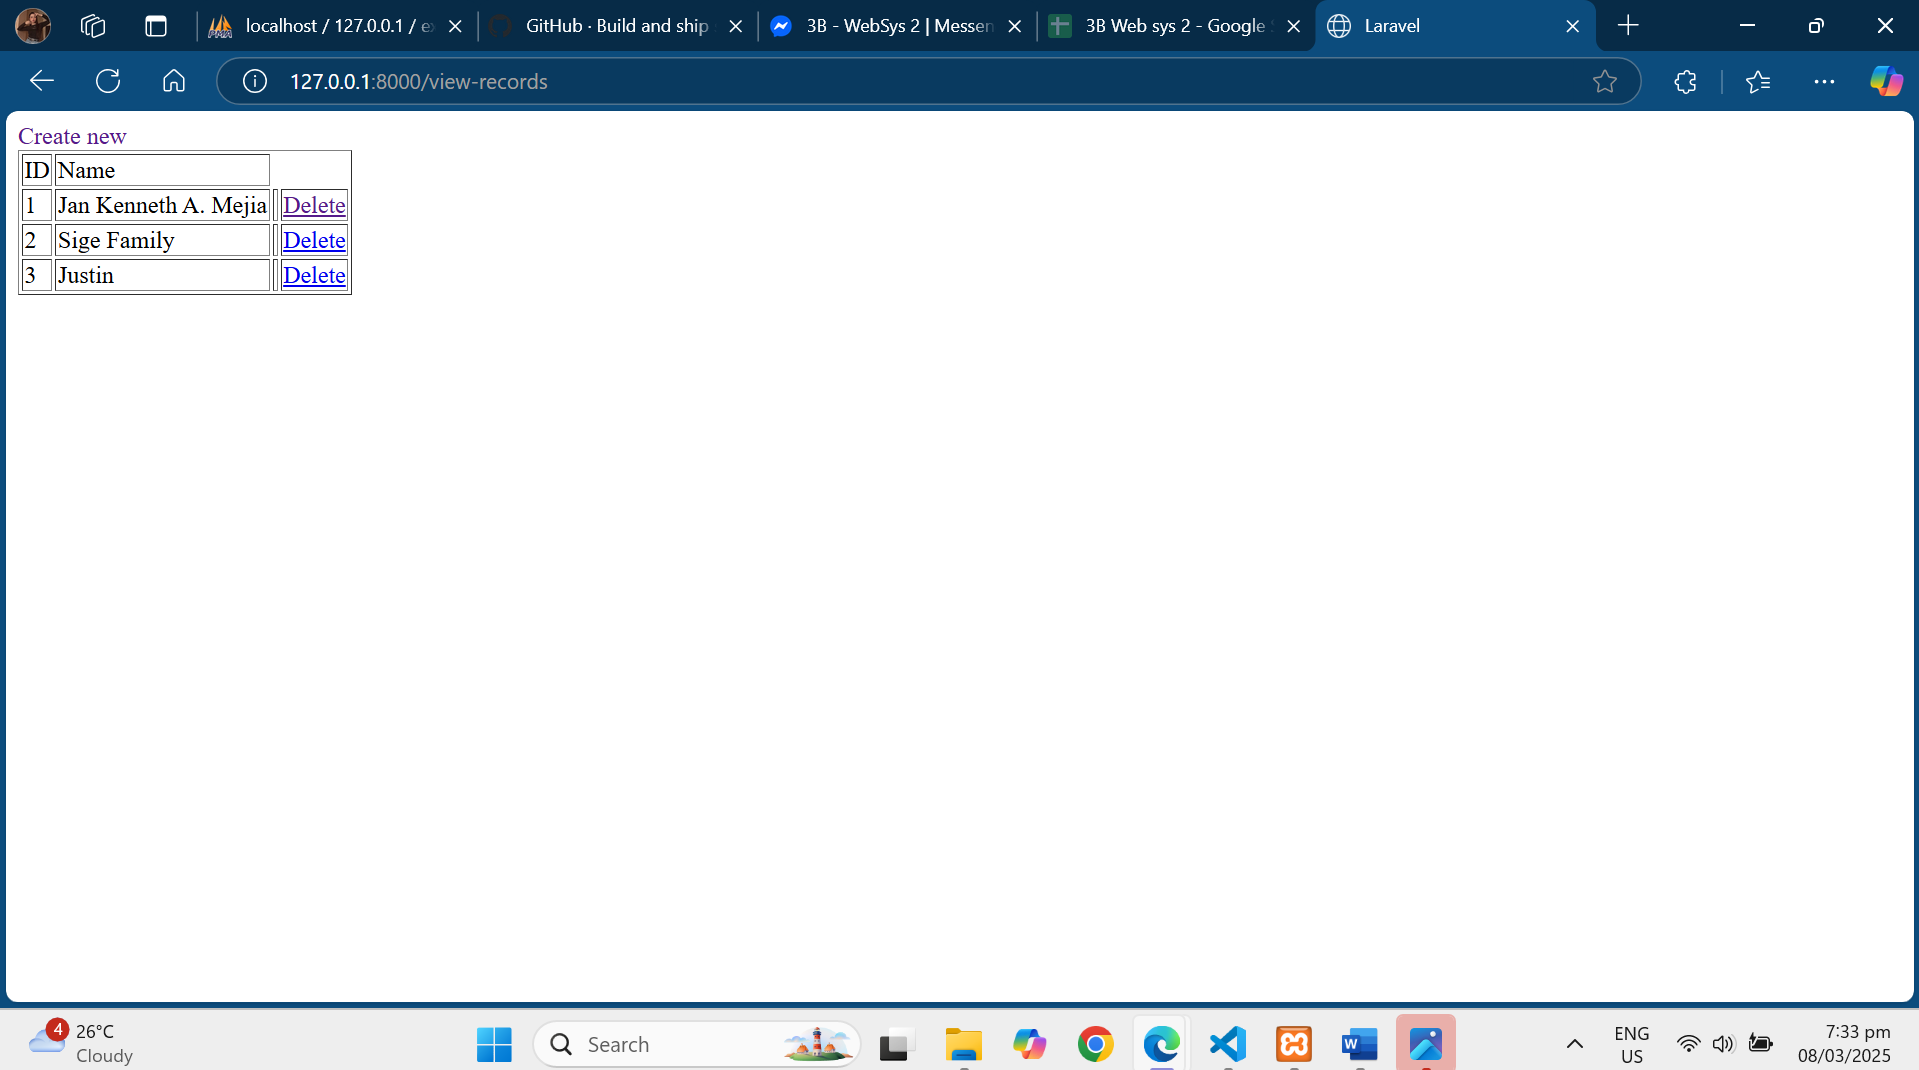 localhost / 127.0.0.1 / ex
GitHub · Build and ship
3B - WebSys 2 | Messen
3B Web sys 2 - Google
Laravel
127.0.0.1:8000/view-records
Create new
ID Name
1 Jan Kenneth A. Mejia Delete
2 Sige Family Delete
3 Justin Delete
4
26°C
Cloudy
Search
W
ENG
US
7:33 pm
08/03/2025